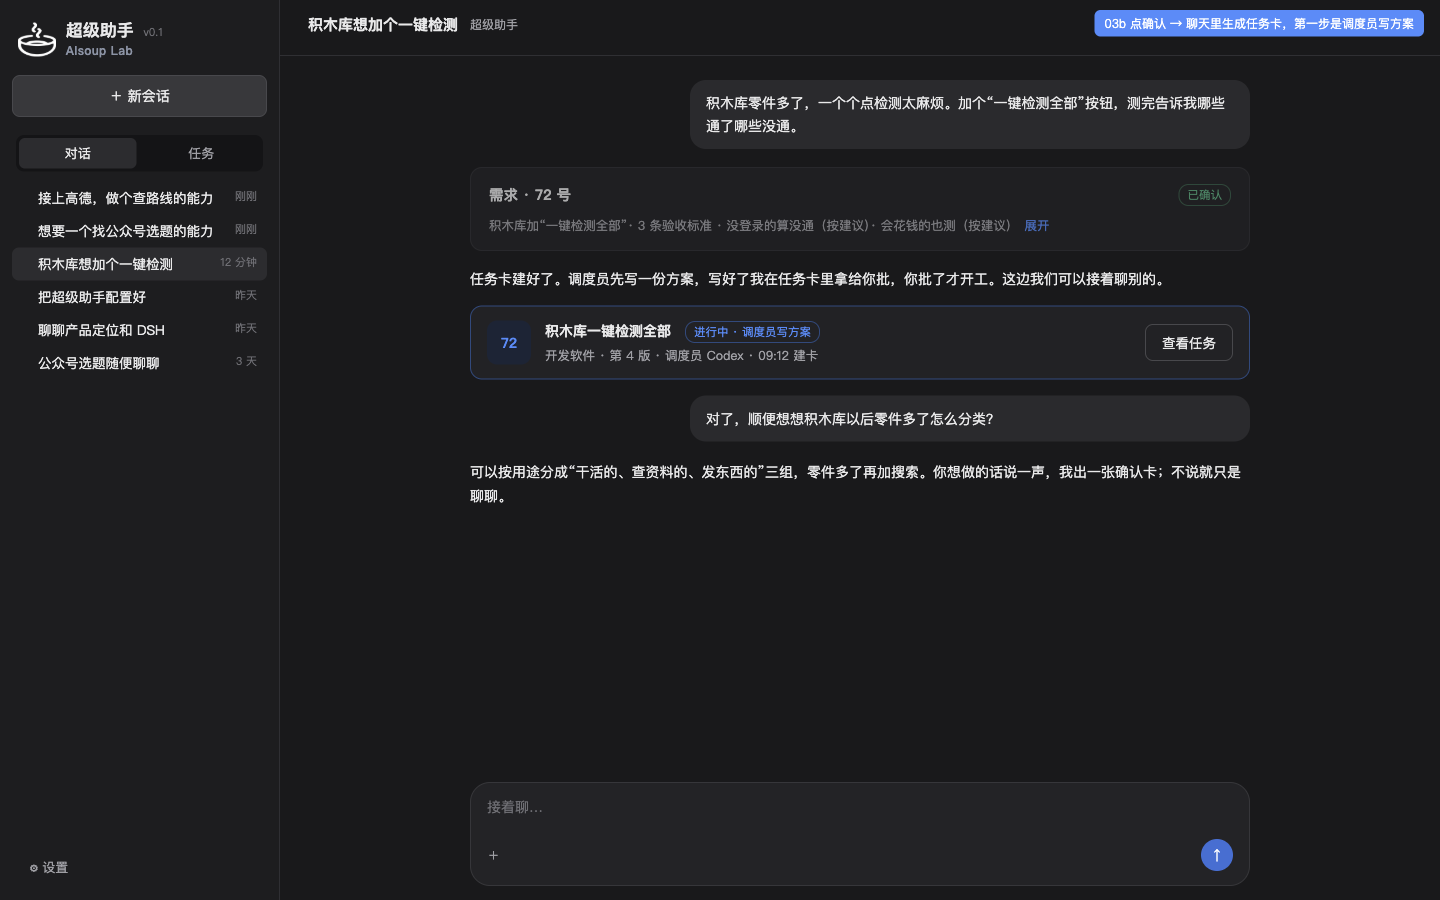 超级助手 v0.1
AIsoup Lab
+ 新会话
对话 任务
接上高德，做个查路线的能力 刚刚
想要一个找公众号选题的能力 刚刚
积木库想加个一键检测 12 分钟
把超级助手配置好 昨天
聊聊产品定位和 DSH 昨天
公众号选题随便聊聊 3 天
设置
积木库想加个一键检测 超级助手
03b 点确认 → 聊天里生成任务卡，第一步是调度员写方案
积木库零件多了，一个个点检测太麻烦。加个“一键检测全部”按钮，测完告诉我哪些
通了哪些没通。
需求 · 72 号 已确认
积木库加“一键检测全部” · 3 条验收标准 · 没登录的算没通（按建议） · 会花钱的也测（按建议） 展开
任务卡建好了。调度员先写一份方案，写好了我在任务卡里拿给你批，你批了才开工。这边我们可以接着聊别的。
72
积木库一键检测全部 进行中 · 调度员写方案
开发软件 · 第 4 版 · 调度员 Codex · 09:12 建卡
查看任务
对了，顺便想想积木库以后零件多了怎么分类？
可以按用途分成“干活的、查资料的、发东西的”三组，零件多了再加搜索。你想做的话说一声，我出一张确认卡；不说就只是
聊聊。
接着聊…
+ ↑